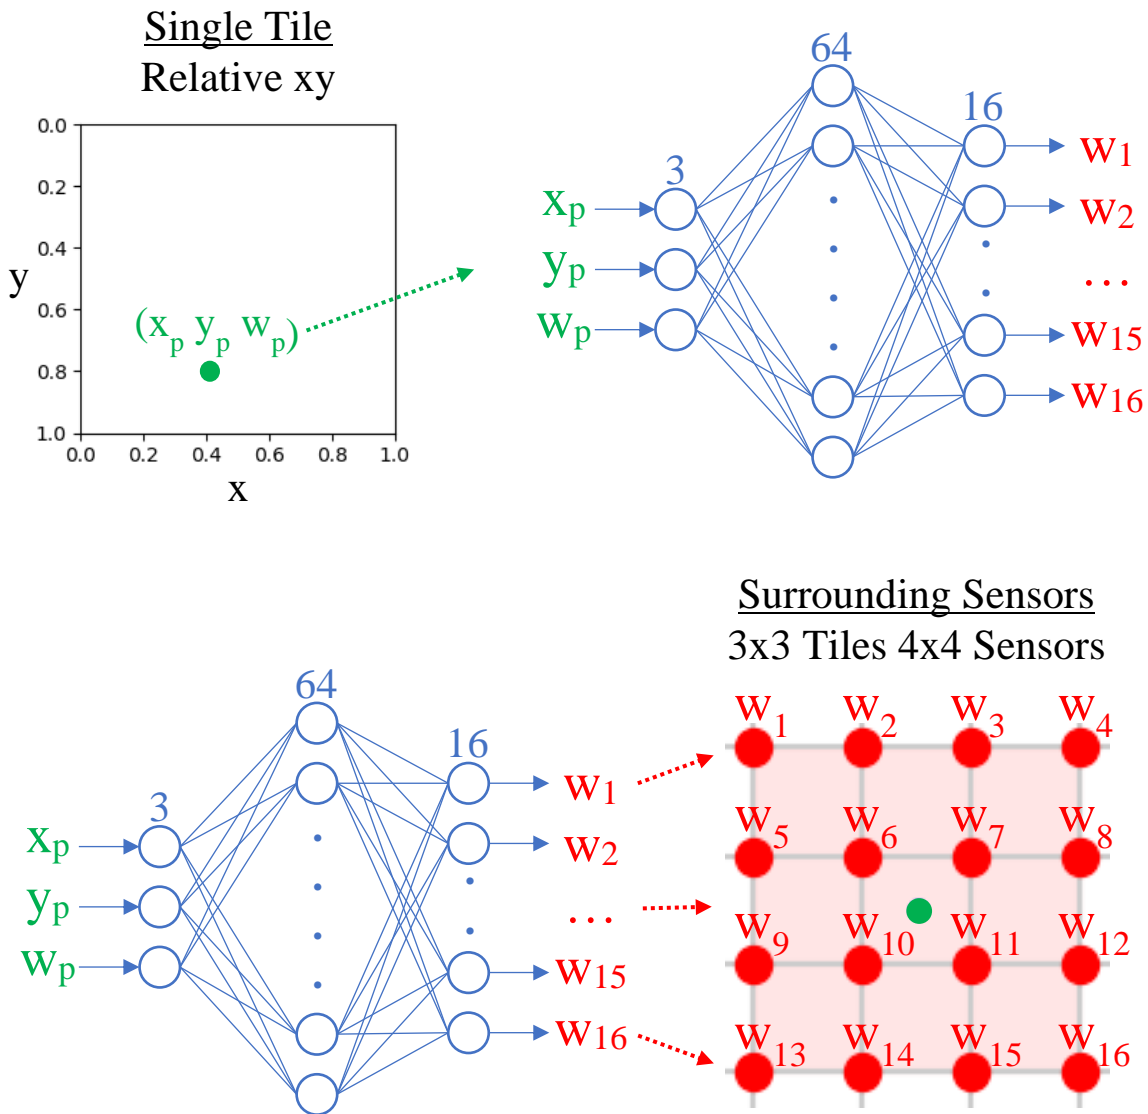 Single Tile
Relative xy
0.0
0.2
0.4
0.6
0.8
1.0
y
(xp yp wp)
0.0 0.2 0.4 0.6 0.8 1.0
x
64
16
3
xp
yp
wp
w1
w2
...
w15
w16
Surrounding Sensors
3x3 Tiles 4x4 Sensors
64
16
3
xp
yp
wp
w1
w2
...
w15
w16
w1 w2 w3 w4
w5 w6 w7 w8
w9 w10 w11 w12
w13 w14 w15 w16